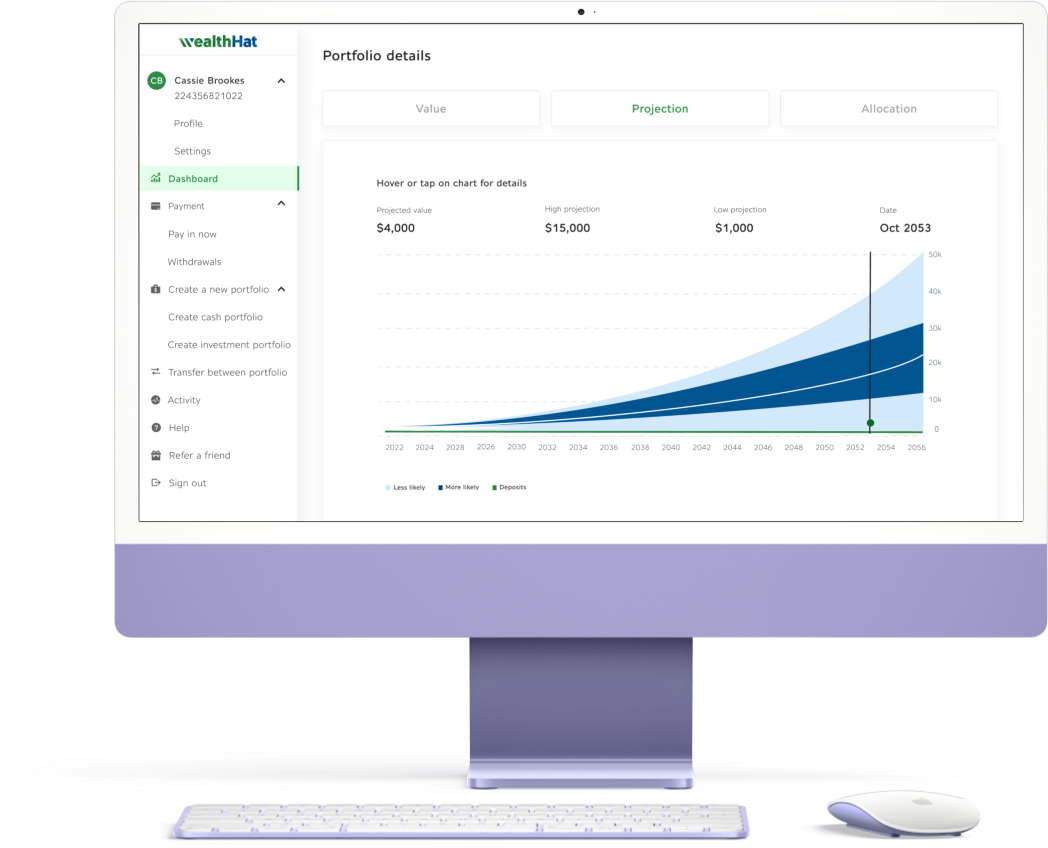 wealthHat
CB
Cassie Brookes
224356821022
Profile
Settings
Dashboard
Payment
Pay in now
Withdrawals
Create a new portfolio
Create cash portfolio
Create investment portfolio
Transfer between portfolio
Activity
Help
Refer a friend
Sign out
Portfolio details
Value Projection Allocation
Hover or tap on chart for details
Projected value High projection Low projection Date
$4,000 $15,000 $1,000 Oct 2053
50k
40k
30k
20k
10k
0
2022 2024 2028 2026 2030 2032 2034 2036 2038 2040 2042 2044 2046 2048 2050 2052 2054 2056
Less likely More likely Deposits